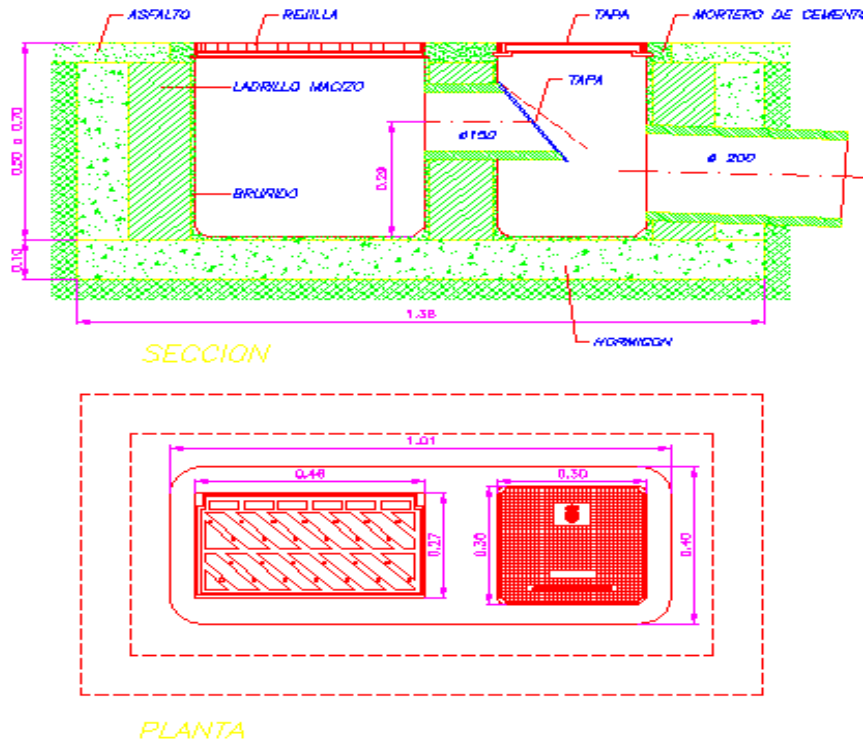 ASFALTO
REJILLA
TAPA
MORTERO DE CEMENTO
LADRILLO MACIZO
TAPA
ø150
ø 200
0.50 a 0.70
0.29
BRUÑIDO
0.10
1.38
HORMIGON
SECCION
1.01
0.46
0.30
0.27
0.30
0.40
PLANTA